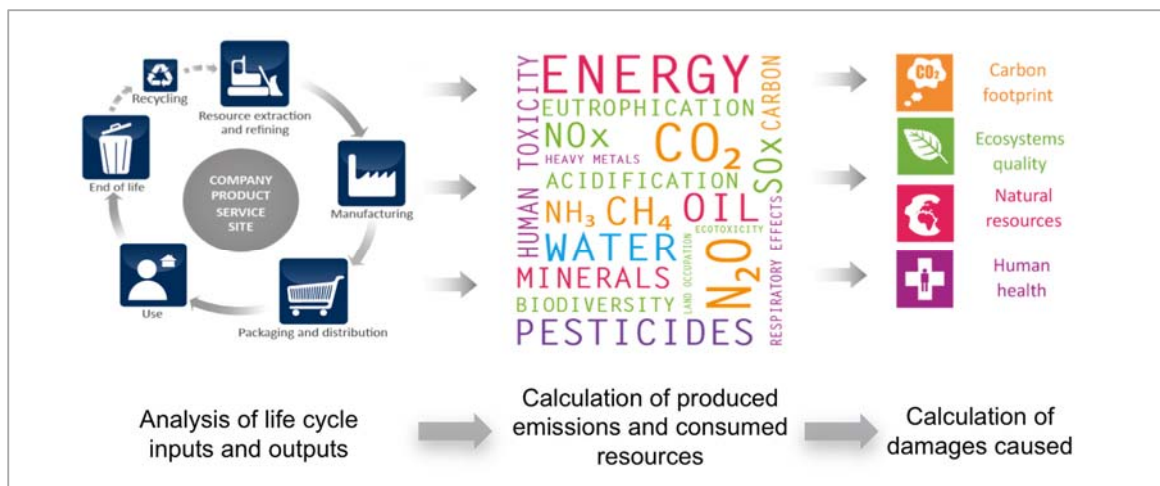 Recycling
Resource extraction
and refining
End of life
COMPANY
PRODUCT
SERVICE
SITE
Manufacturing
Use
Packaging and distribution
HUMAN TOXICITY
ENERGY
EUTROPHICATION
NOx
HEAVY METALS
CO₂
SOx
CARBON
ACIDIFICATION
NH₃
CH₄
OIL
ECOTOXICITY
WATER
LAND OCCUPATION
N₂O
RESPIRATORY EFFECTS
MINERALS
BIODIVERSITY
PESTICIDES
CO₂
Carbon
footprint
Ecosystems
quality
Natural
resources
Human
health
Analysis of life cycle
inputs and outputs
Calculation of produced
emissions and consumed
resources
Calculation of
damages caused